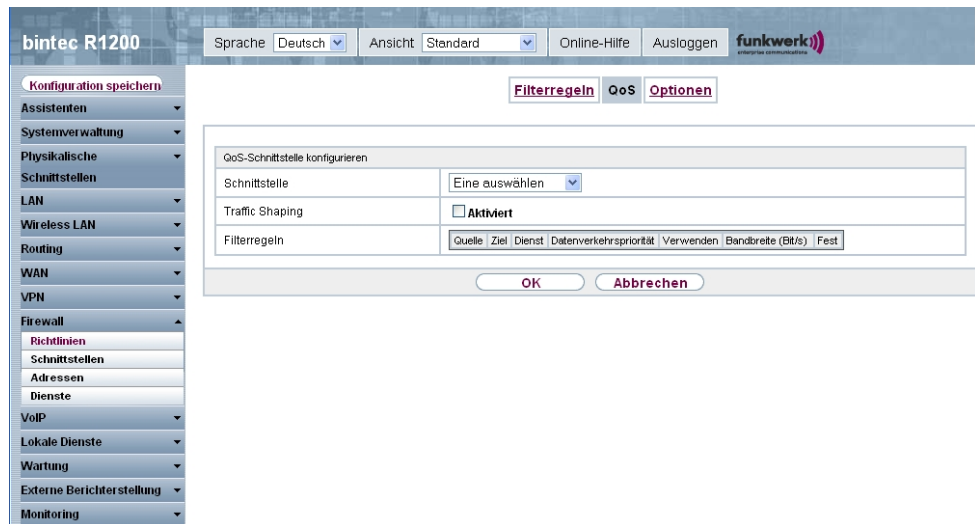 bintec R1200
Sprache Deutsch Ansicht Standard Online-Hilfe Ausloggen funkwerk
enterprise communications
Konfiguration speichern
Assistenten
Systemverwaltung
Physikalische
Schnittstellen
LAN
Wireless LAN
Routing
WAN
VPN
Firewall
Richtlinien
Schnittstellen
Adressen
Dienste
VoIP
Lokale Dienste
Wartung
Externe Berichterstellung
Monitoring
Filterregeln QoS Optionen
QoS-Schnittstelle konfigurieren
Schnittstelle Eine auswählen
Traffic Shaping Aktiviert
Filterregeln Quelle Ziel Dienst Datenverkehrspriorität Verwenden Bandbreite (Bit/s) Fest
OK Abbrechen